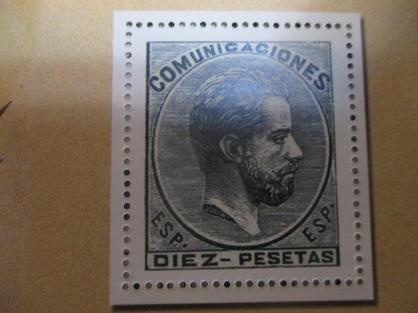 COMUNICACIONES
ESP.
ESP.
DIEZ- PESETAS